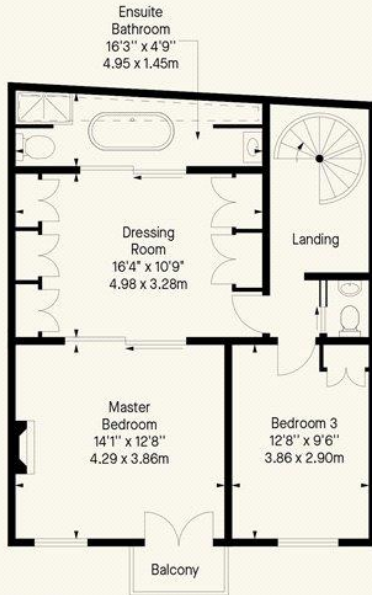 Ensuite
Bathroom
16'3'' x 4'9''
4.95 x 1.45m
Dressing
Room
16'4" x 10'9"
4.98 x 3.28m
Landing
Master
Bedroom
14'1'' x 12'8''
4.29 x 3.86m
Bedroom 3
12'8'' x 9'6''
3.86 x 2.90m
Balcony